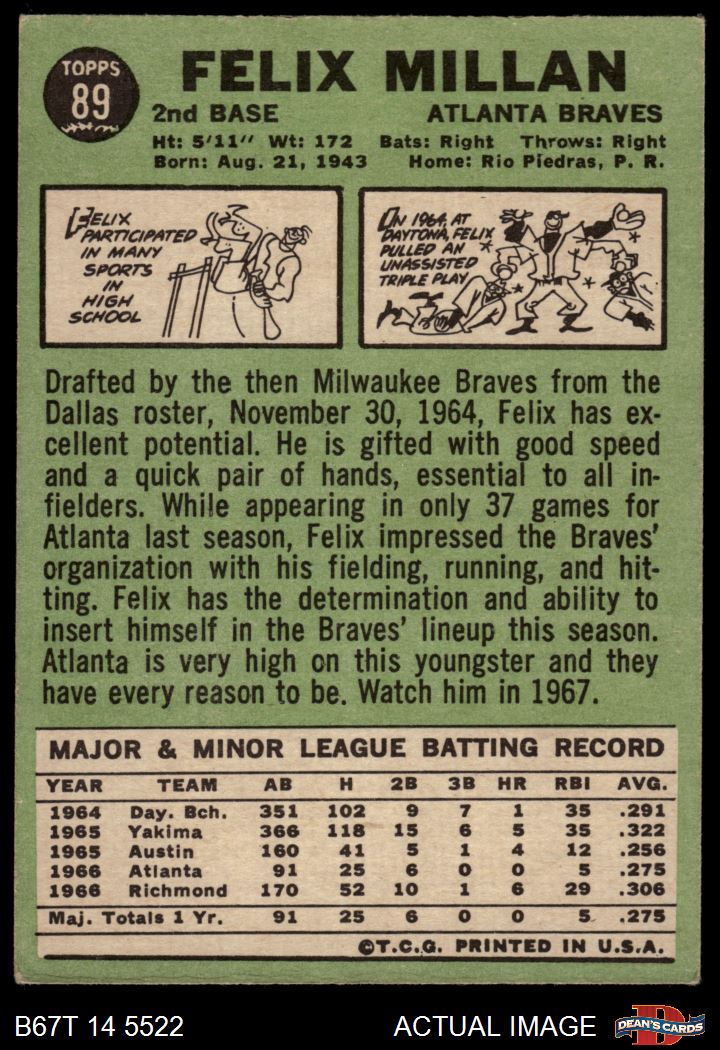 TOPPS
89
FELIX MILLAN
2nd BASE ATLANTA BRAVES
Ht: 5'11" Wt: 172 Bats: Right Throws: Right
Born: Aug. 21, 1943 Home: Rio Piedras, P. R.
FELIX
PARTICIPATED
IN MANY
SPORTS
IN
HIGH
SCHOOL
IN 1964, AT
DAYTONA, FELIX
PULLED AN
UNASSISTED
TRIPLE PLAY
Drafted by the then Milwaukee Braves from the
Dallas roster, November 30, 1964, Felix has ex-
cellent potential. He is gifted with good speed
and a quick pair of hands, essential to all in-
fielders. While appearing in only 37 games for
Atlanta last season, Felix impressed the Braves'
organization with his fielding, running, and hit-
ting. Felix has the determination and ability to
insert himself in the Braves' lineup this season.
Atlanta is very high on this youngster and they
have every reason to be. Watch him in 1967.
MAJOR & MINOR LEAGUE BATTING RECORD
YEAR TEAM AB H 2B 3B HR RBI AVG.
1964 Day. Bch. 351 102 9 7 1 35 .291
1965 Yakima 366 118 15 6 5 35 .322
1965 Austin 160 41 5 1 4 12 .256
1966 Atlanta 91 25 6 0 0 5 .275
1966 Richmond 170 52 10 1 6 29 .306
Maj. Totals 1 Yr. 91 25 6 0 0 5 .275
©T.C.G. PRINTED IN U.S.A.
B67T 14 5522 ACTUAL IMAGE DEAN'S CARDS